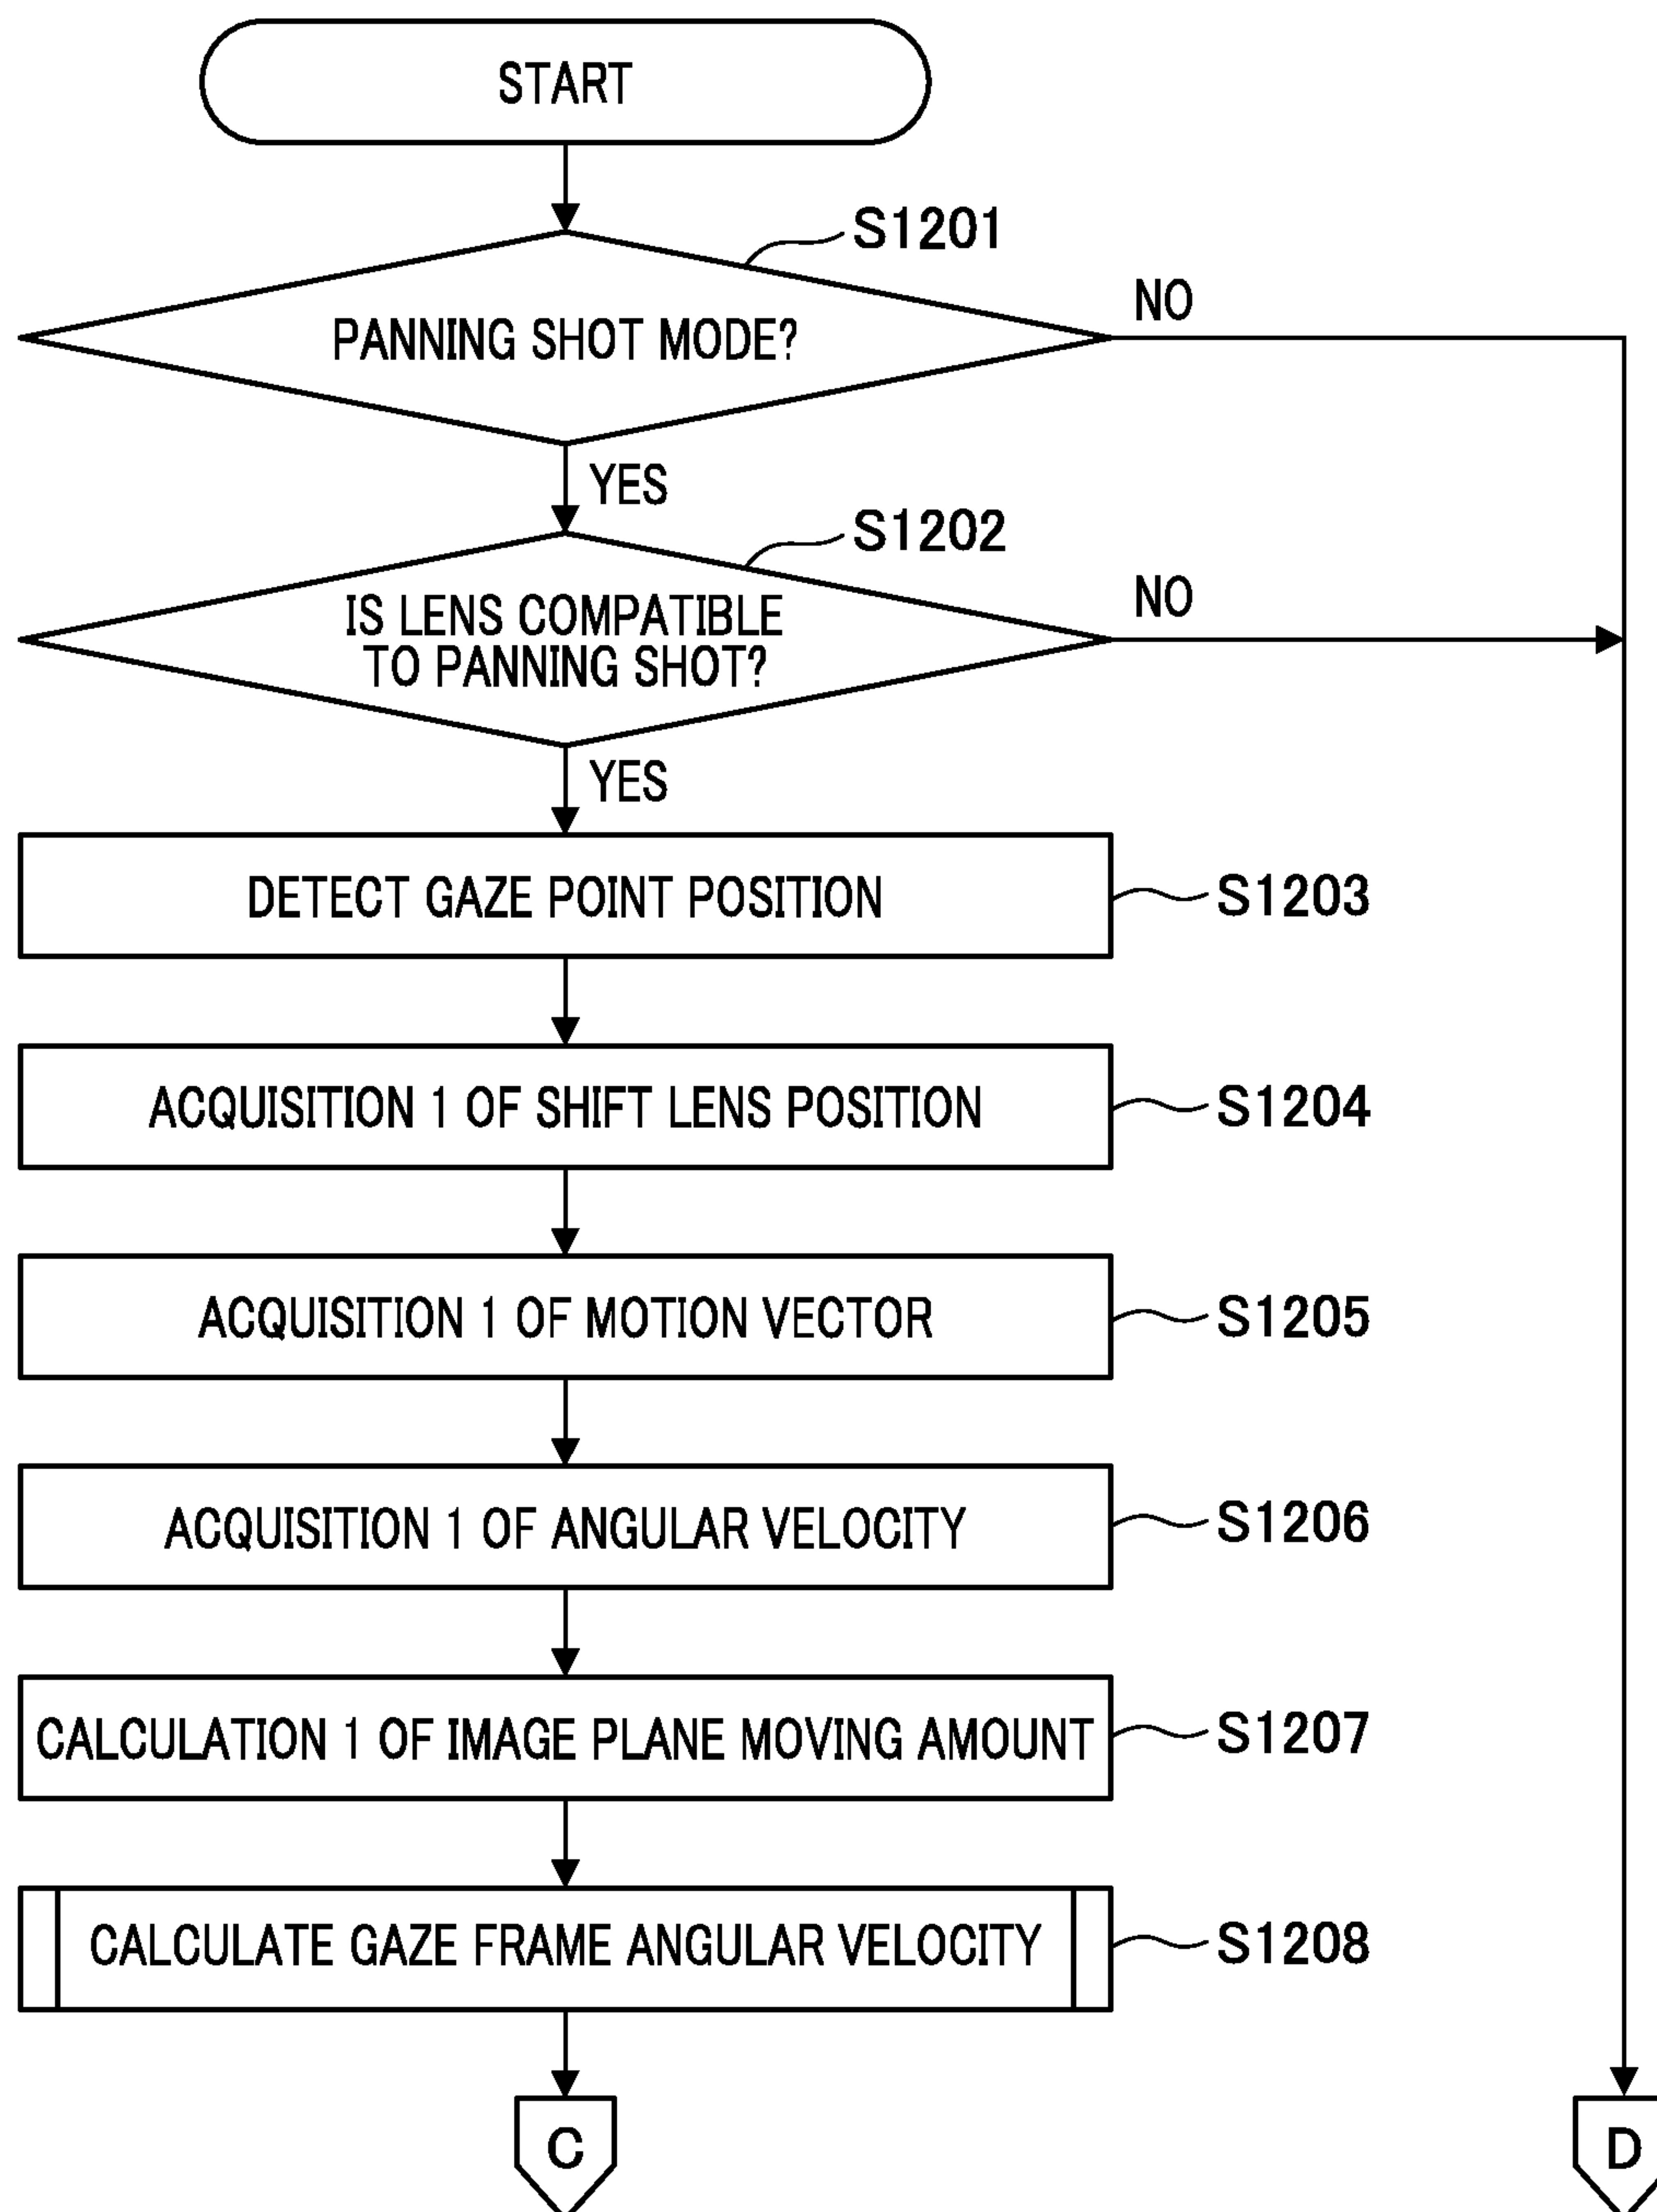 START
S1201
PANNING SHOT MODE?
NO
YES
S1202
IS LENS COMPATIBLE
TO PANNING SHOT?
NO
YES
DETECT GAZE POINT POSITION
S1203
ACQUISITION 1 OF SHIFT LENS POSITION
S1204
ACQUISITION 1 OF MOTION VECTOR
S1205
ACQUISITION 1 OF ANGULAR VELOCITY
S1206
CALCULATION 1 OF IMAGE PLANE MOVING AMOUNT
S1207
CALCULATE GAZE FRAME ANGULAR VELOCITY
S1208
C
D